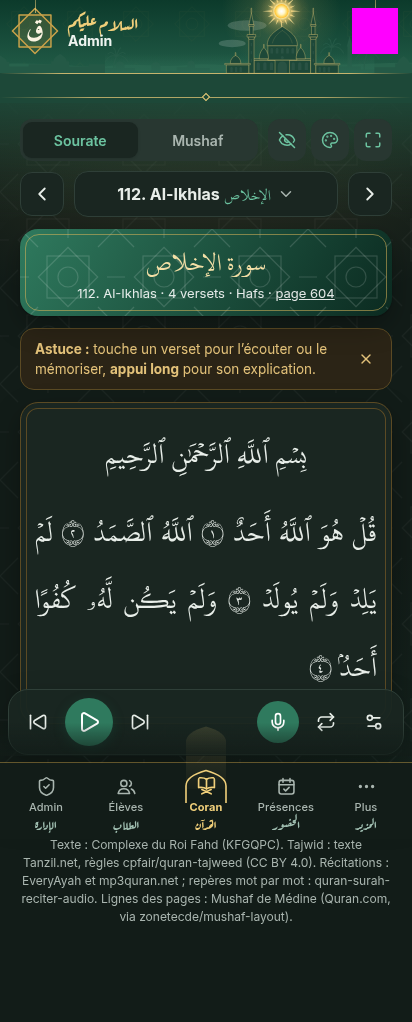 ق
السلام عليكم
Admin
Sourate
Mushaf
112. Al-Ikhlas الإخلاص
سورة الإخلاص
112. Al-Ikhlas · 4 versets · Hafs · page 604
Astuce : touche un verset pour l'écouter ou le
mémoriser, appui long pour son explication.
بِسْمِ ٱللَّهِ ٱلرَّحْمَٰنِ ٱلرَّحِيمِ
قُلْ هُوَ ٱللَّهُ أَحَدٌ ١ ٱللَّهُ ٱلصَّمَدُ ٢ لَمْ
يَلِدْ وَلَمْ يُولَدْ ٣ وَلَمْ يَكُن لَّهُۥ كُفُوًا
أَحَدُۢ ٤
Admin
Élèves
Coran
Présences
Plus
الإدارة
الطلاب
القرآن
الحضور
المزيد
Texte : Complexe du Roi Fahd (KFGQPC). Tajwid : texte
Tanzil.net, règles cpfair/quran-tajweed (CC BY 4.0). Récitations :
EveryAyah et mp3quran.net ; repères mot par mot : quran-surah-
reciter-audio. Lignes des pages : Mushaf de Médine (Quran.com,
via zonetecde/mushaf-layout).